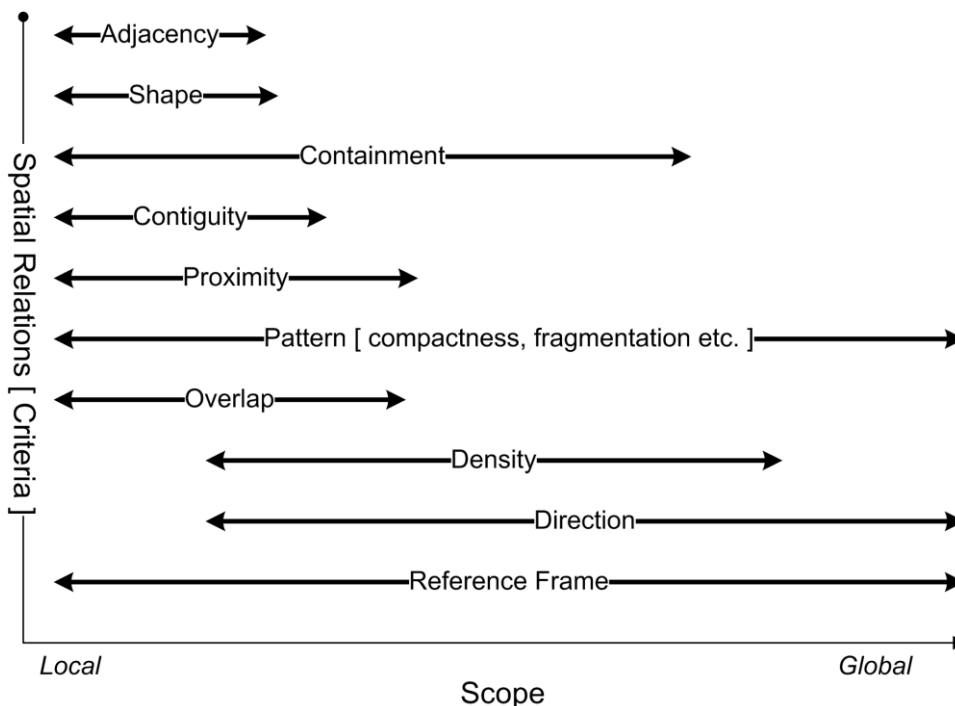 Adjacency
Shape
Containment
Contiguity
Proximity
Pattern [ compactness, fragmentation etc. ]
Overlap
Density
Direction
Reference Frame
Spatial Relations [ Criteria ]
Local
Global
Scope